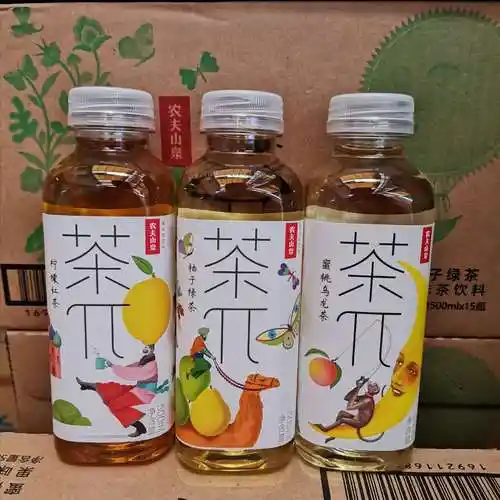 农夫山泉
农夫山泉
茶π
柠檬红茶
农夫山泉
茶π
柚子绿茶
农夫山泉
茶π
蜜桃乌龙茶
子绿茶
茶饮料
500mlx15瓶
16921168